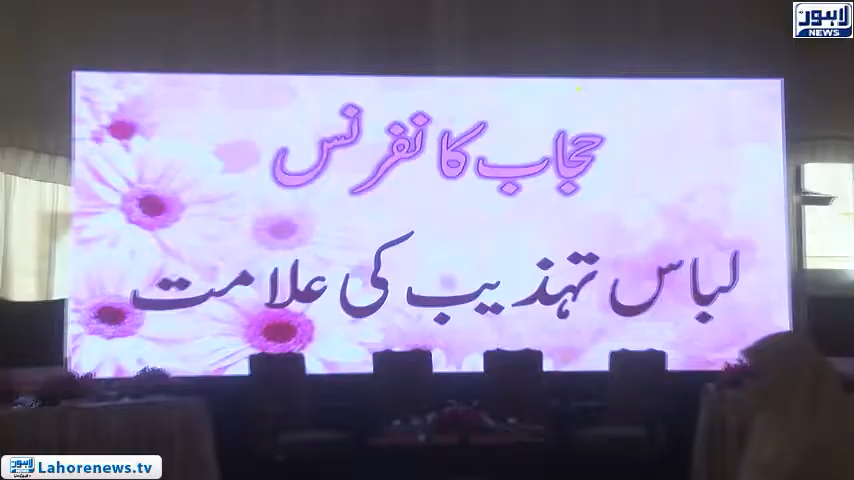 لاہور
NEWS
حجاب کانفرنس
لباس تہذیب کی علامت
لاہور
Lahorenews.tv